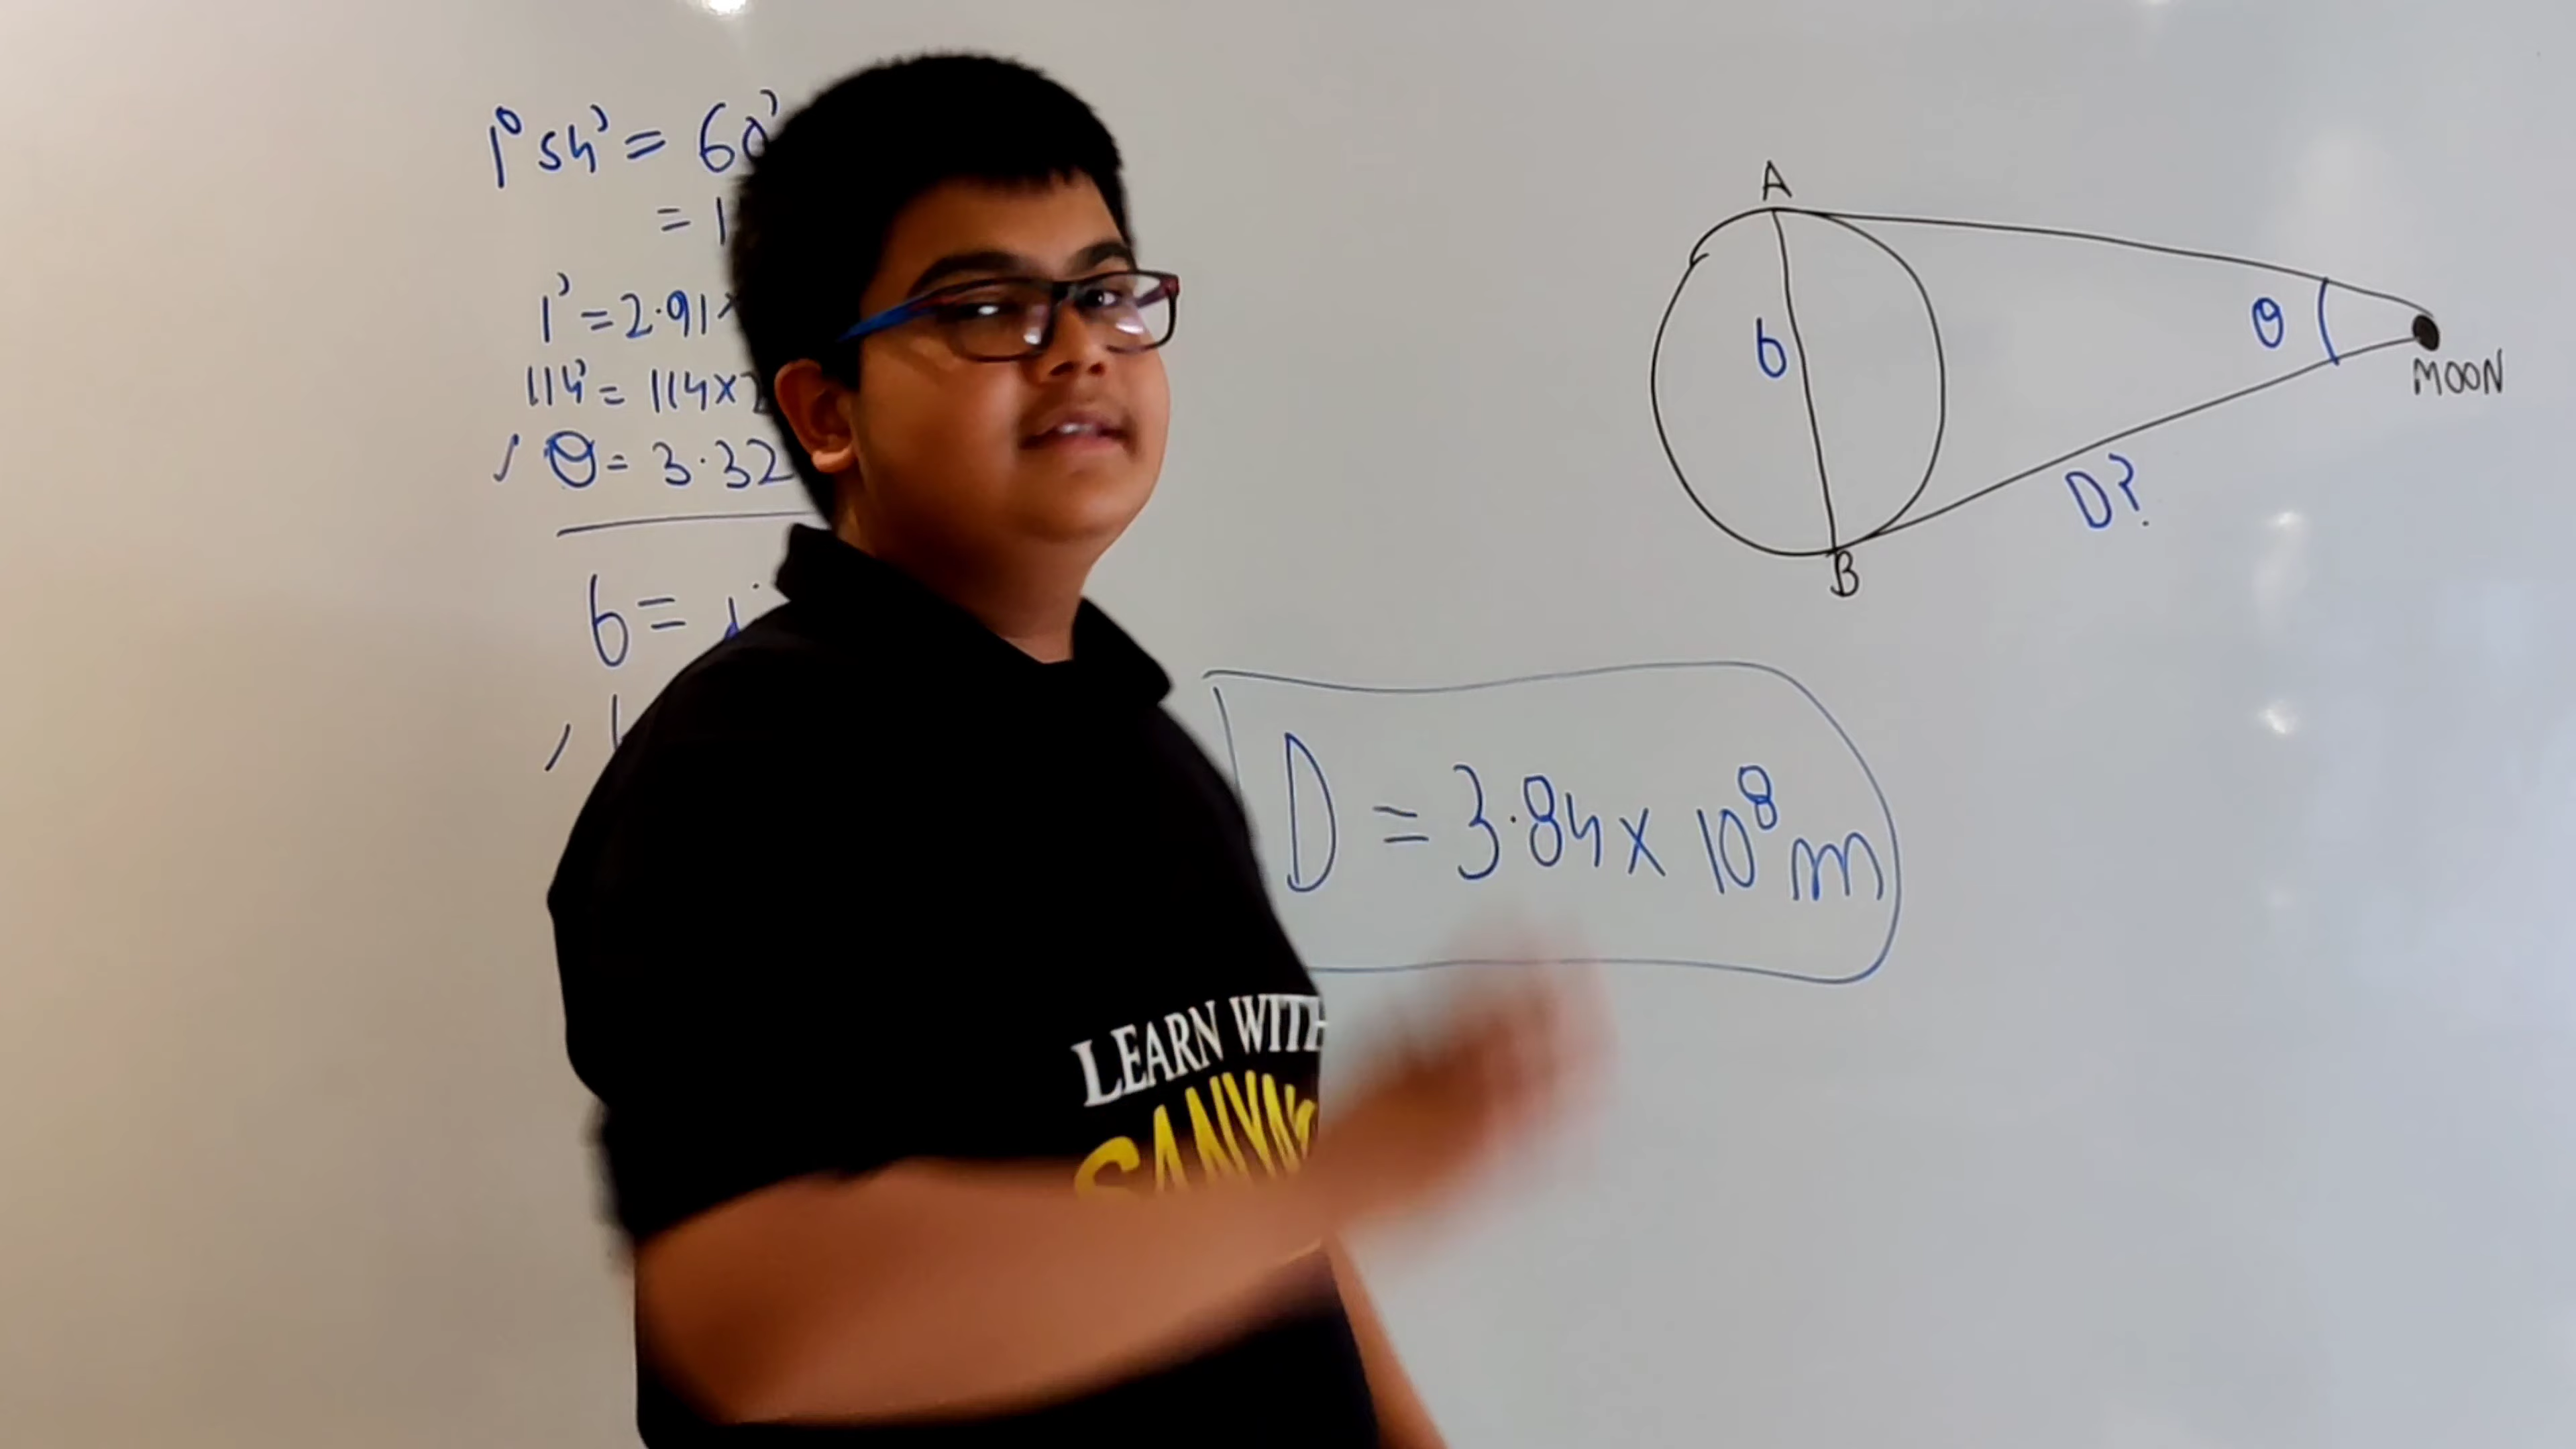 1° 54' = 60'
= 1
1' = 2.91×
114' = 114×2
θ = 3.32
b =
A
b
θ
MOON
D?
B
D = 3.84 × 10⁸ m
LEARN WITH